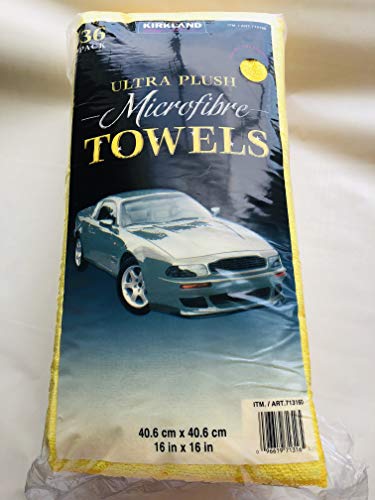 36
PACK
KIRKLAND
ULTRA PLUSH
Microfibre
TOWELS
ITM. / ART.713160
40.6 cm x 40.6 cm
16 in x 16 in